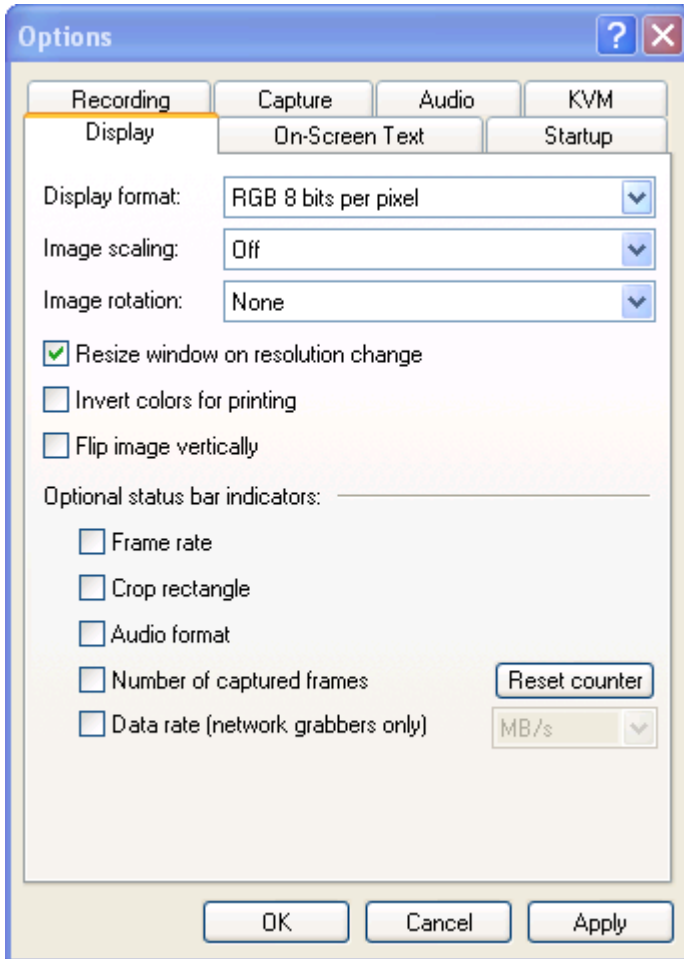 Options
Recording Capture Audio KVM
Display On-Screen Text Startup
Display format: RGB 8 bits per pixel
Image scaling: Off
Image rotation: None
Resize window on resolution change
Invert colors for printing
Flip image vertically
Optional status bar indicators:
Frame rate
Crop rectangle
Audio format
Number of captured frames Reset counter
Data rate (network grabbers only) MB/s
OK Cancel Apply